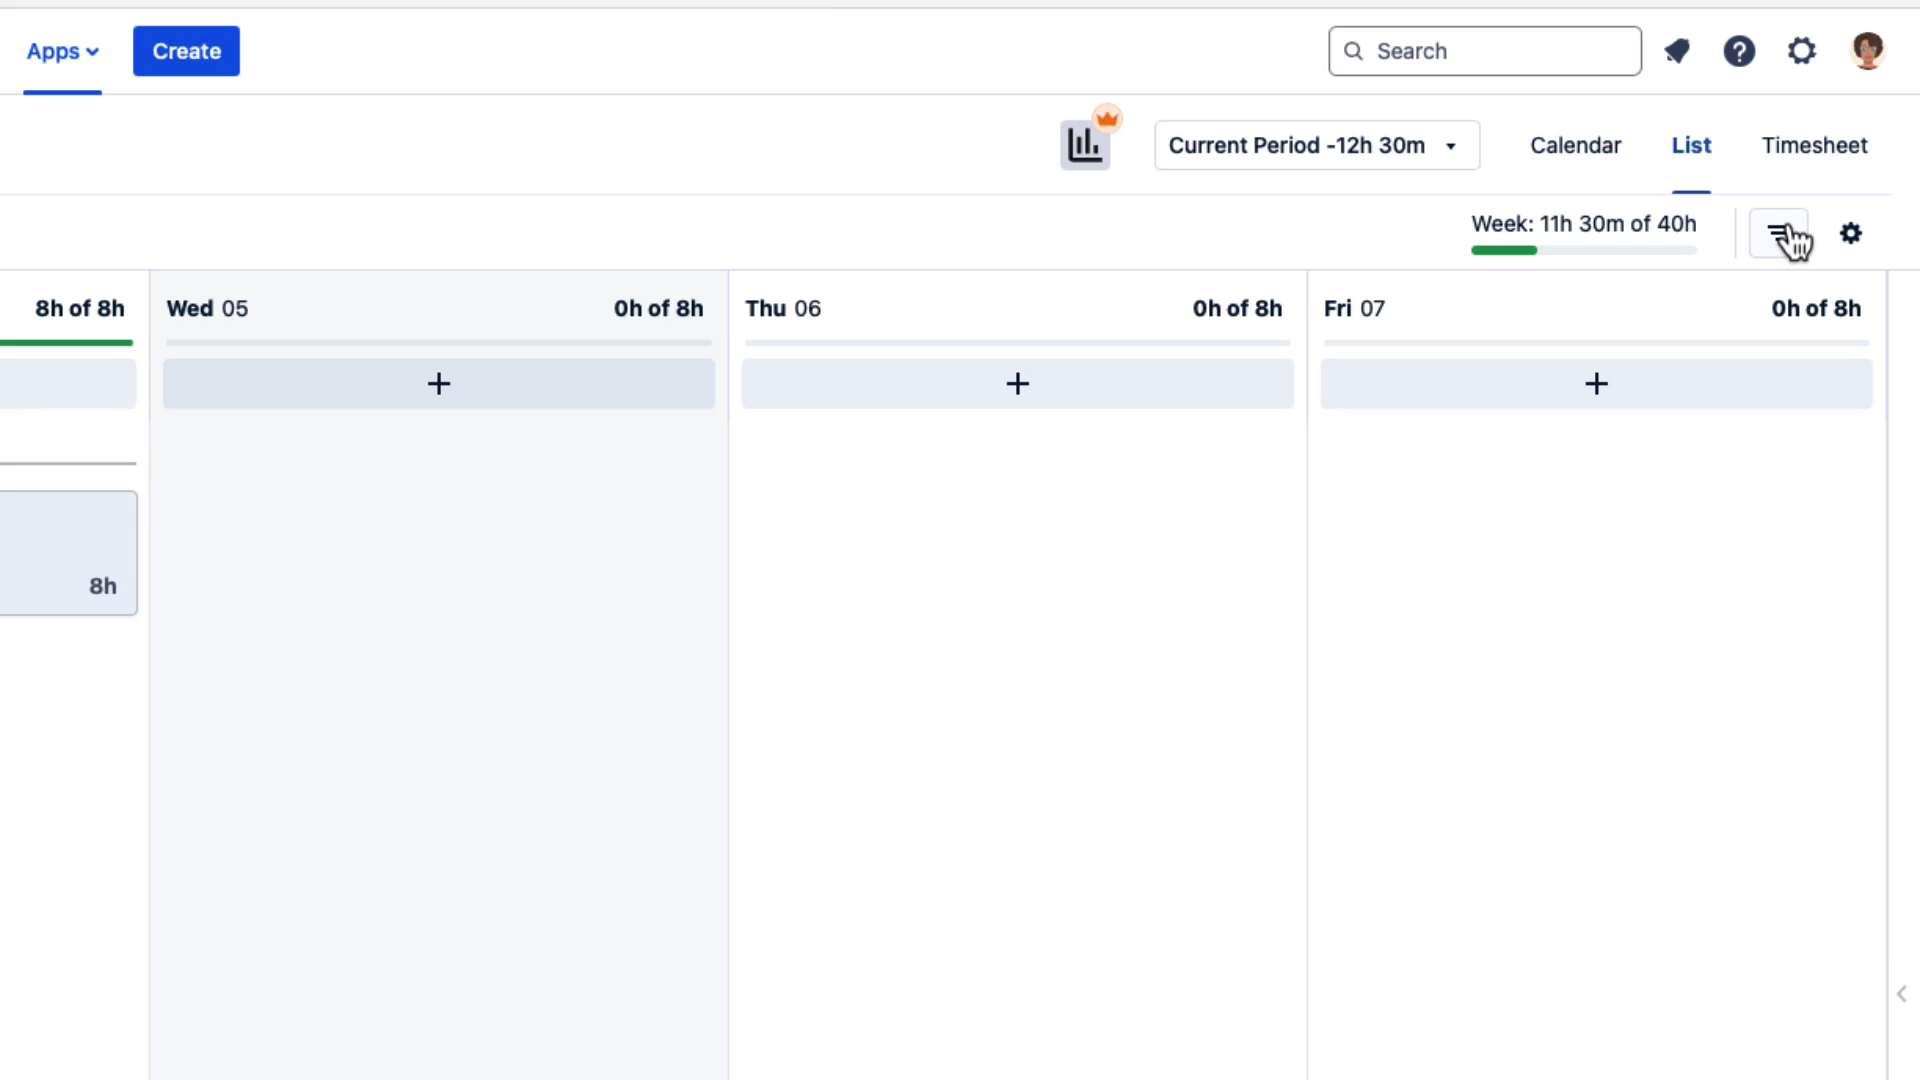 Apps
Create
Search
Current Period -12h 30m
Calendar
List
Timesheet
Week: 11h 30m of 40h
8h of 8h
Wed 05
0h of 8h
Thu 06
0h of 8h
Fri 07
0h of 8h
8h